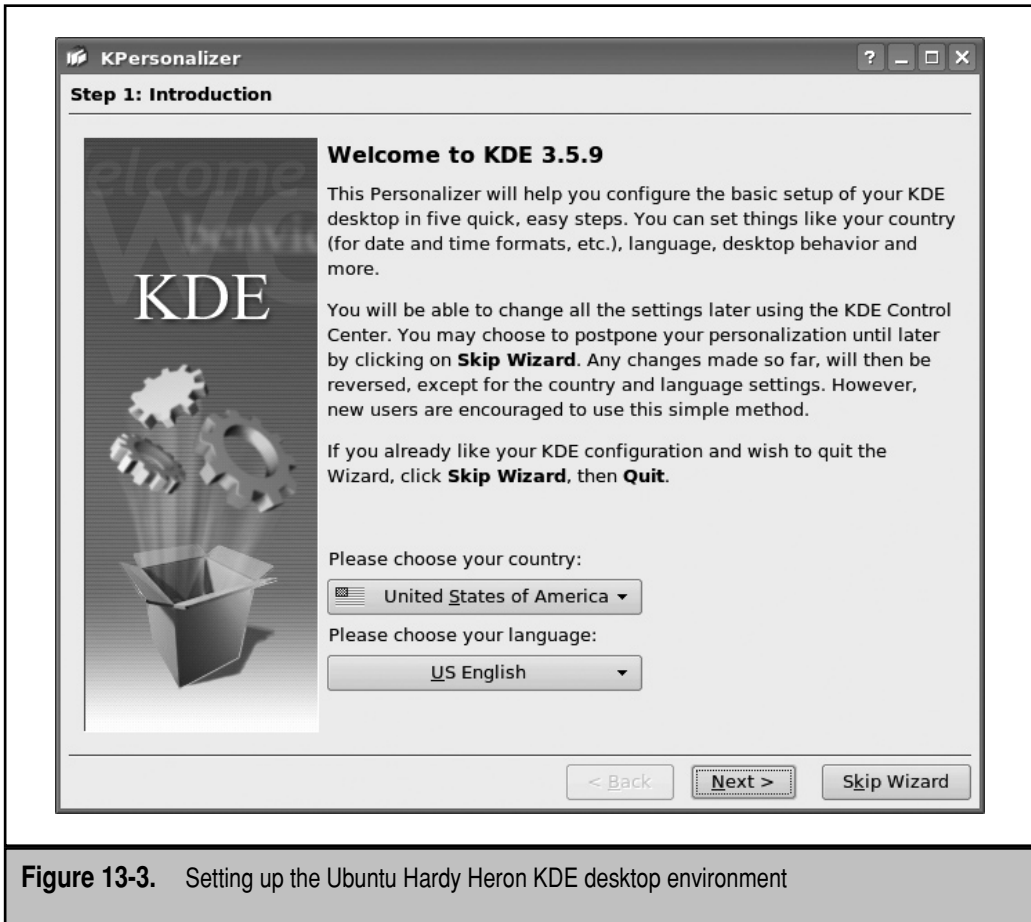 KPersonalizer
Step 1: Introduction
Welcome
KDE
Welcome to KDE 3.5.9
This Personalizer will help you configure the basic setup of your KDE
desktop in five quick, easy steps. You can set things like your country
(for date and time formats, etc.), language, desktop behavior and
more.
You will be able to change all the settings later using the KDE Control
Center. You may choose to postpone your personalization until later
by clicking on Skip Wizard. Any changes made so far, will then be
reversed, except for the country and language settings. However,
new users are encouraged to use this simple method.
If you already like your KDE configuration and wish to quit the
Wizard, click Skip Wizard, then Quit.
Please choose your country:
United States of America
Please choose your language:
US English
< Back
Next >
Skip Wizard
Figure 13-3. Setting up the Ubuntu Hardy Heron KDE desktop environment